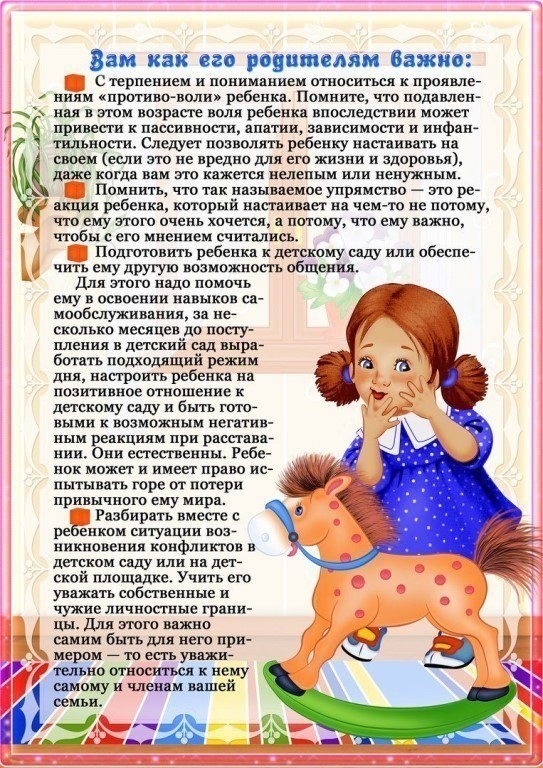 Вам как его родителям важно:
С терпением и пониманием относиться к проявле-
ниям «противо-воли» ребенка. Помните, что подавлен-
ная в этом возрасте воля ребенка впоследствии может
привести к пассивности, апатии, зависимости и инфан-
тильности. Следует позволять ребенку настаивать на
своем (если это не вредно для его жизни и здоровья),
даже когда вам это кажется нелепым или ненужным.
Помнить, что так называемое упрямство — это ре-
акция ребенка, который настаивает на чем-то не потому,
что ему этого очень хочется, а потому, что ему важно,
чтобы с его мнением считались.
Подготовить ребенка к детскому саду или обеспе-
чить ему другую возможность общения.
Для этого надо помочь
ему в освоении навыков са-
мообслуживания, за не-
сколько месяцев до посту-
пления в детский сад выра-
ботать подходящий режим
дня, настроить ребенка на
позитивное отношение к
детскому саду и быть гото-
выми к возможным негатив-
ным реакциям при расстава-
нии. Они естественны. Ребе-
нок может и имеет право ис-
пытывать горе от потери
привычного ему мира.
Разбирать вместе с
ребенком ситуации воз-
никновения конфликтов в
детском саду или на дет-
ской площадке. Учить его
уважать собственные и
чужие личностные грани-
цы. Для этого важно
самим быть для него при-
мером — то есть уважи-
тельно относиться к нему
самому и членам вашей
семьи.